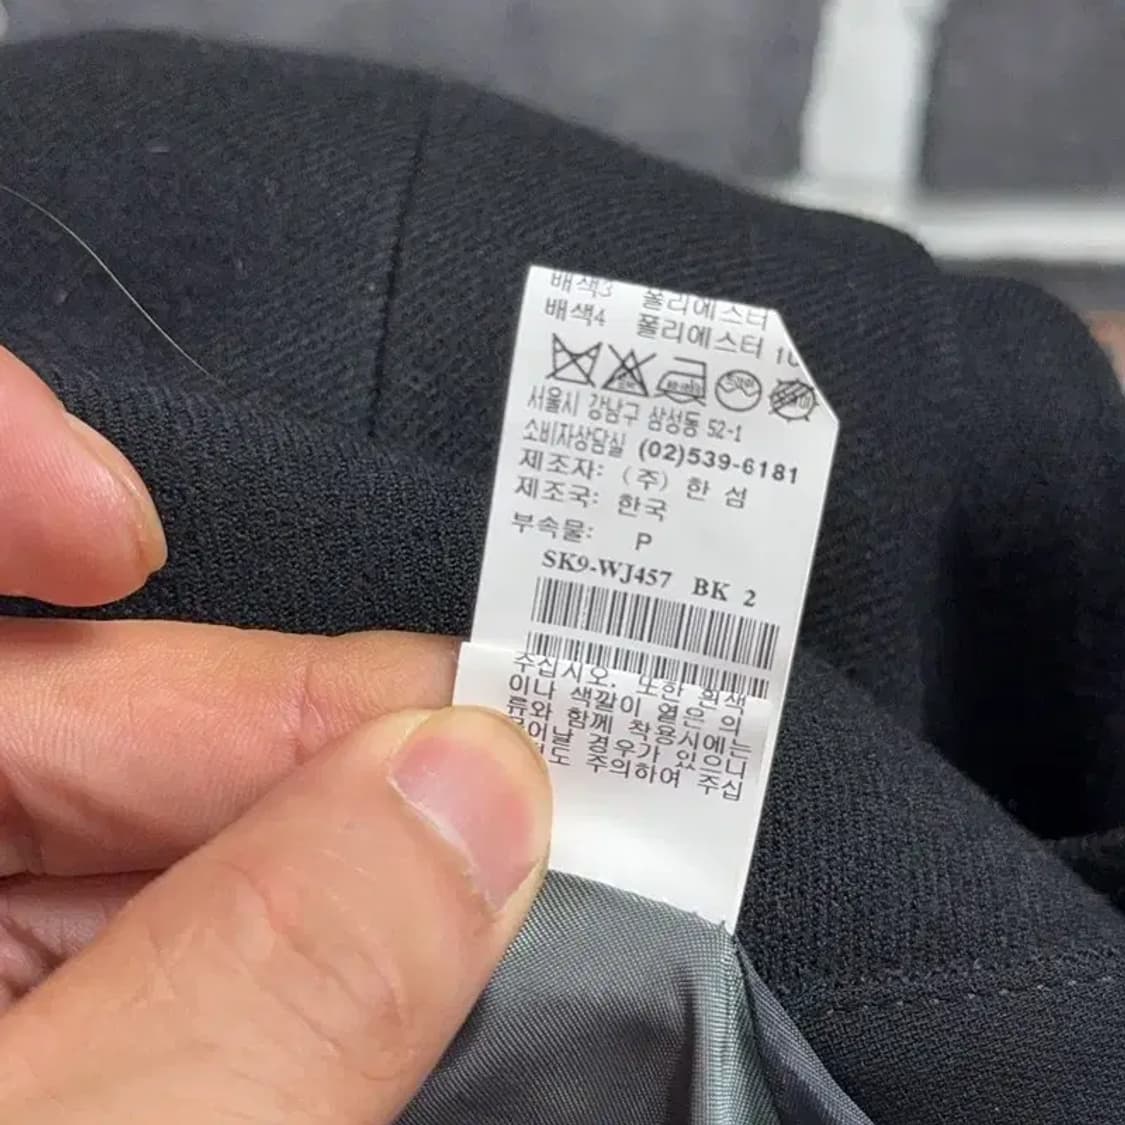 배색3 폴리에스터
배색4 폴리에스터 10
서울시 강남구 삼성동 52-1
소비자상담실 (02)539-6181
제조자: (주) 한 섬
제조국: 한국
부속물: P
SK9-WJ457 BK 2
주십시오. 또한 흰색
이나 색깔이 옅은 의
류와 함께 착용시에는
경우가 있으니
주의하여 주십